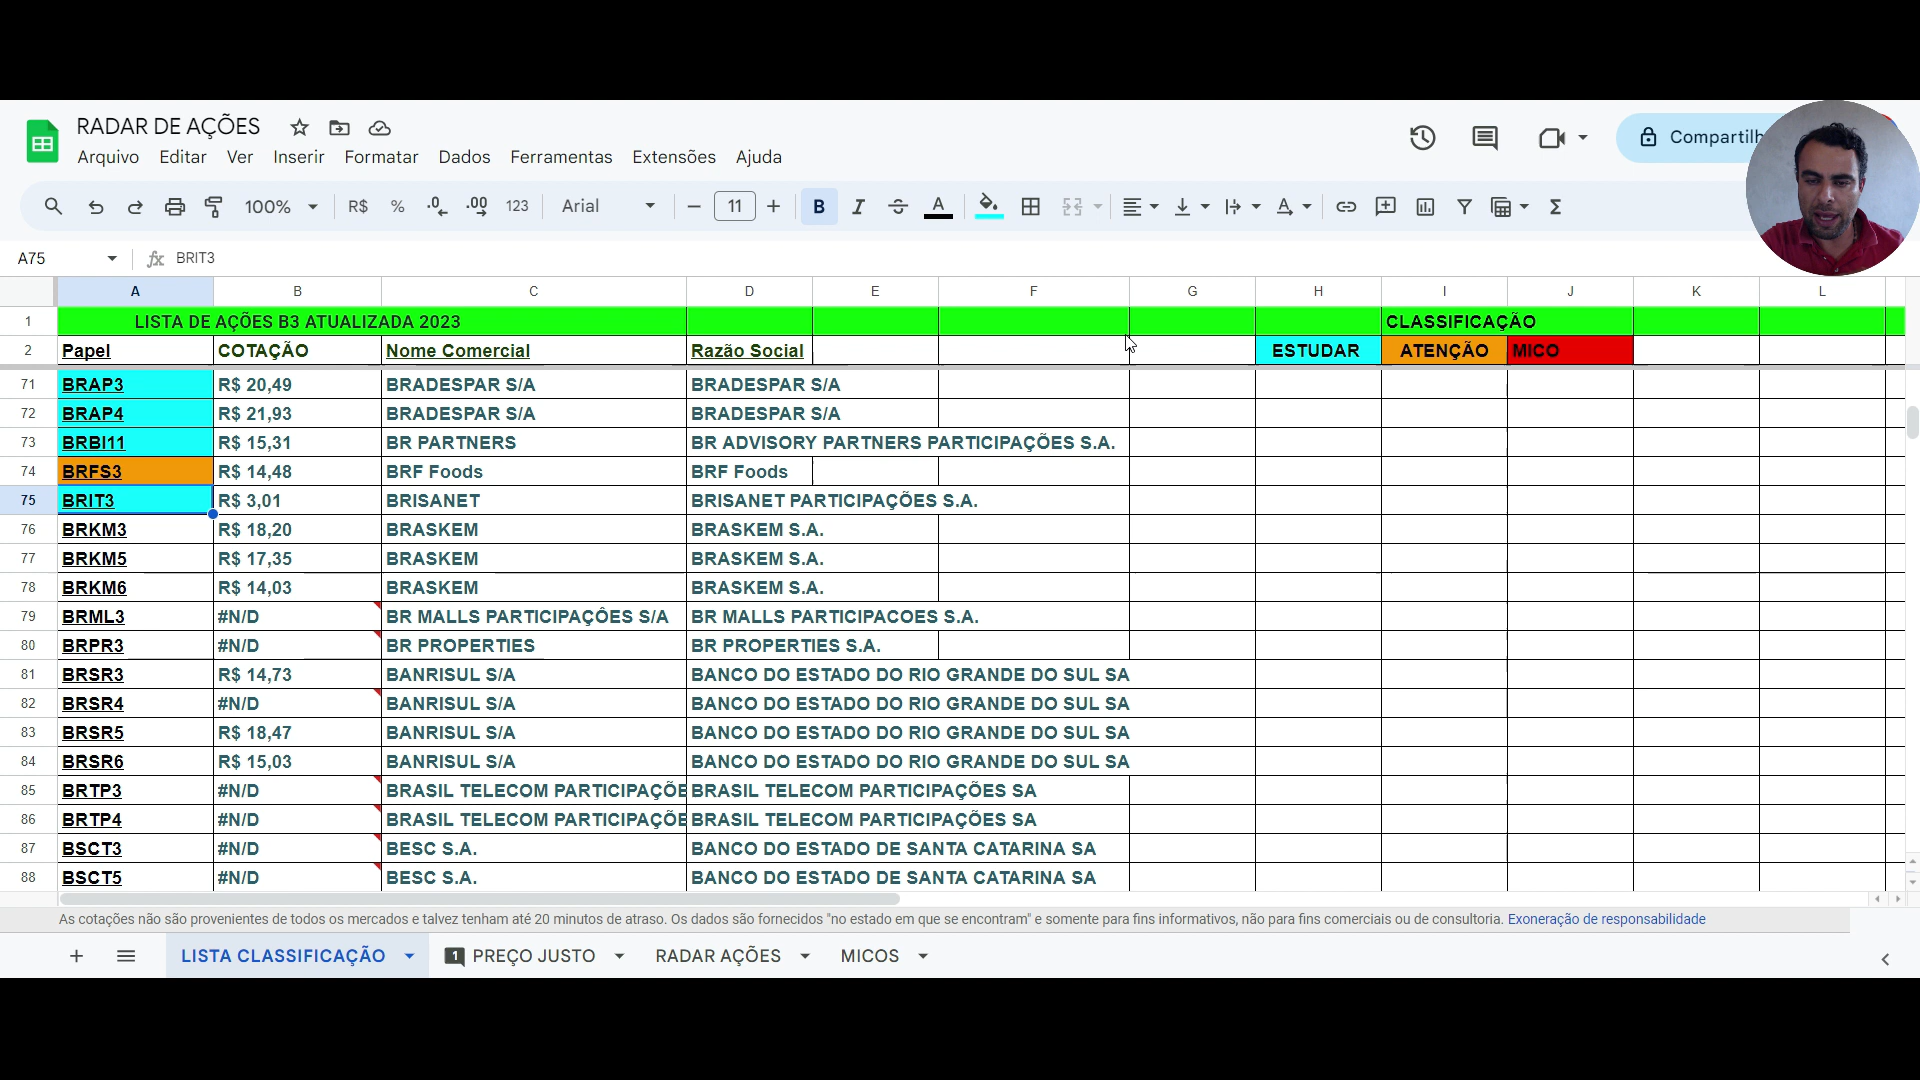 RADAR DE AÇÕES
Arquivo Editar Ver Inserir Formatar Dados Ferramentas Extensões Ajuda
100% R$ % .0 .00 123 Arial 11 B I A
A75 BRIT3
A B C D E F G H I J K L
1 LISTA DE AÇÕES B3 ATUALIZADA 2023 CLASSIFICAÇÃO
2 Papel COTAÇÃO Nome Comercial Razão Social ESTUDAR ATENÇÃO MICO
71 BRAP3 R$ 20,49 BRADESPAR S/A BRADESPAR S/A
72 BRAP4 R$ 21,93 BRADESPAR S/A BRADESPAR S/A
73 BRBI11 R$ 15,31 BR PARTNERS BR ADVISORY PARTNERS PARTICIPAÇÕES S.A.
74 BRFS3 R$ 14,48 BRF Foods BRF Foods
75 BRIT3 R$ 3,01 BRISANET BRISANET PARTICIPAÇÕES S.A.
76 BRKM3 R$ 18,20 BRASKEM BRASKEM S.A.
77 BRKM5 R$ 17,35 BRASKEM BRASKEM S.A.
78 BRKM6 R$ 14,03 BRASKEM BRASKEM S.A.
79 BRML3 #N/D BR MALLS PARTICIPAÇÔES S/A BR MALLS PARTICIPACOES S.A.
80 BRPR3 #N/D BR PROPERTIES BR PROPERTIES S.A.
81 BRSR3 R$ 14,73 BANRISUL S/A BANCO DO ESTADO DO RIO GRANDE DO SUL SA
82 BRSR4 #N/D BANRISUL S/A BANCO DO ESTADO DO RIO GRANDE DO SUL SA
83 BRSR5 R$ 18,47 BANRISUL S/A BANCO DO ESTADO DO RIO GRANDE DO SUL SA
84 BRSR6 R$ 15,03 BANRISUL S/A BANCO DO ESTADO DO RIO GRANDE DO SUL SA
85 BRTP3 #N/D BRASIL TELECOM PARTICIPAÇÕE BRASIL TELECOM PARTICIPAÇÕES SA
86 BRTP4 #N/D BRASIL TELECOM PARTICIPAÇÕE BRASIL TELECOM PARTICIPAÇÕES SA
87 BSCT3 #N/D BESC S.A. BANCO DO ESTADO DE SANTA CATARINA SA
88 BSCT5 #N/D BESC S.A. BANCO DO ESTADO DE SANTA CATARINA SA
As cotações não são provenientes de todos os mercados e talvez tenham até 20 minutos de atraso. Os dados são fornecidos "no estado em que se encontram" e somente para fins informativos, não para fins comerciais ou de consultoria. Exoneração de responsabilidade
LISTA CLASSIFICAÇÃO 1 PREÇO JUSTO RADAR AÇÕES MICOS